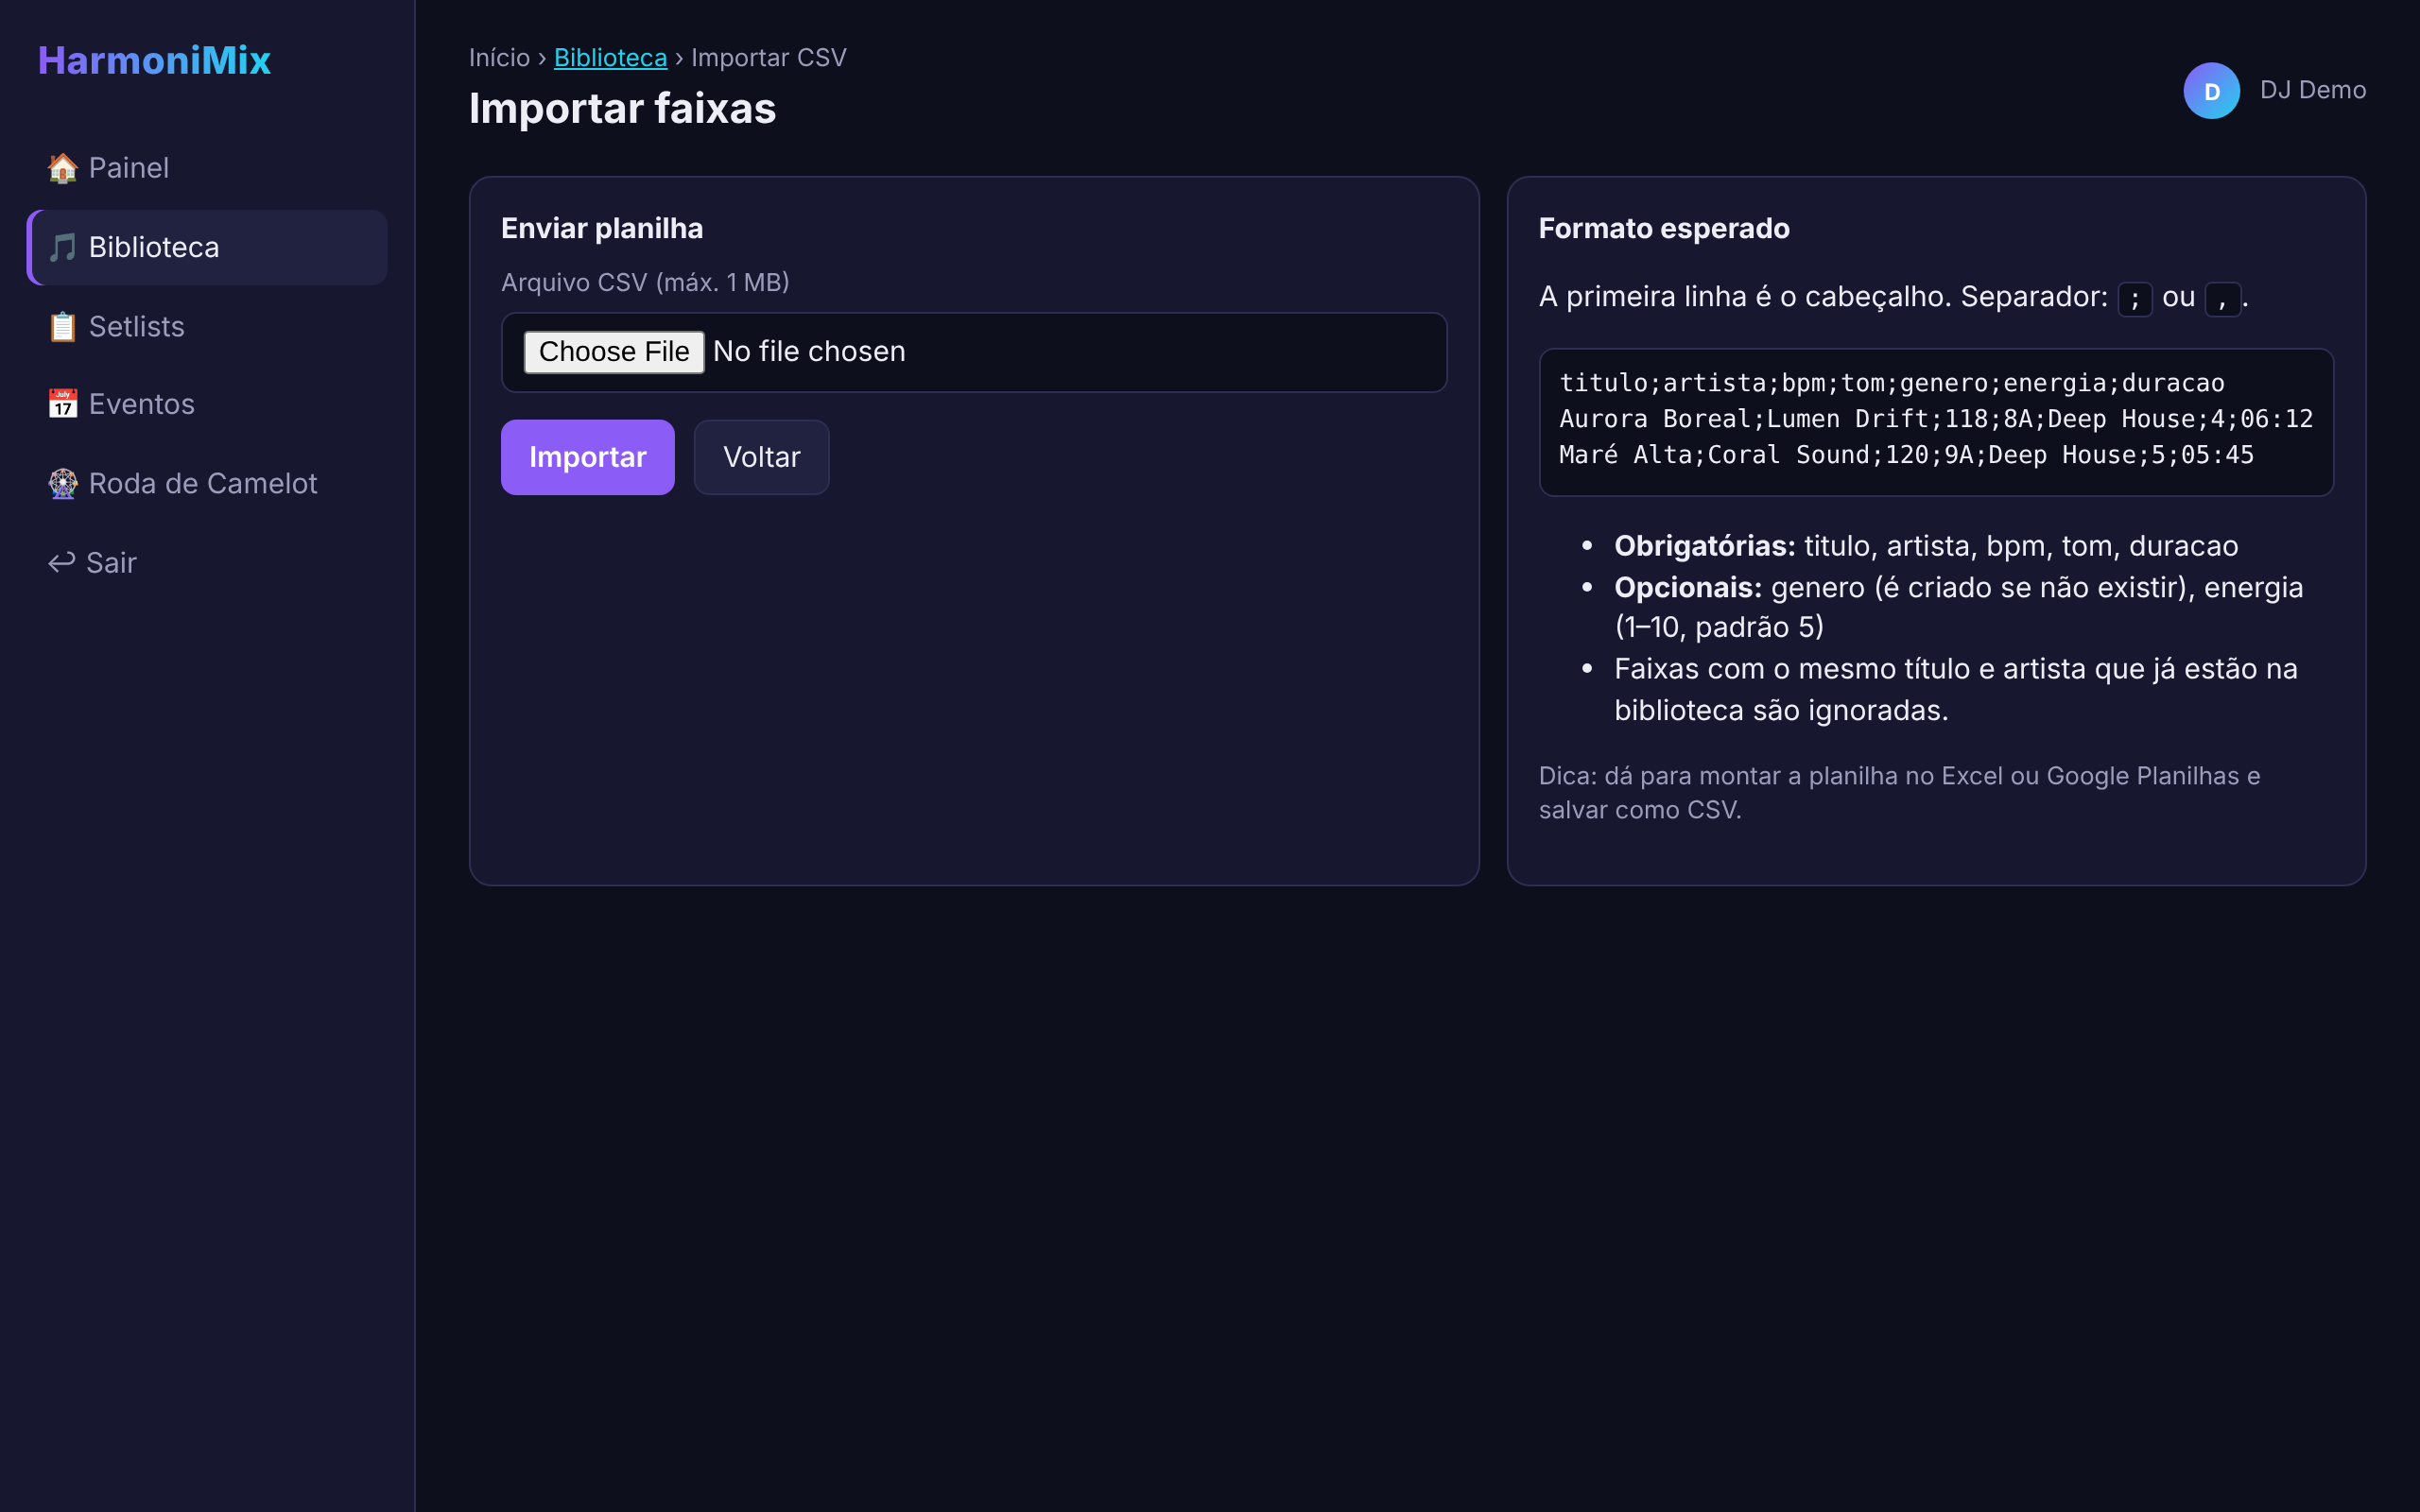 HarmoniMix
Painel
Biblioteca
Setlists
Eventos
Roda de Camelot
Sair
Início › Biblioteca › Importar CSV
Importar faixas
D
DJ Demo
Enviar planilha
Arquivo CSV (máx. 1 MB)
Choose File No file chosen
Importar
Voltar
Formato esperado
A primeira linha é o cabeçalho. Separador: ; ou , .
titulo;artista;bpm;tom;genero;energia;duracao
Aurora Boreal;Lumen Drift;118;8A;Deep House;4;06:12
Maré Alta;Coral Sound;120;9A;Deep House;5;05:45
• Obrigatórias: titulo, artista, bpm, tom, duracao
• Opcionais: genero (é criado se não existir), energia
(1–10, padrão 5)
• Faixas com o mesmo título e artista que já estão na
biblioteca são ignoradas.
Dica: dá para montar a planilha no Excel ou Google Planilhas e
salvar como CSV.